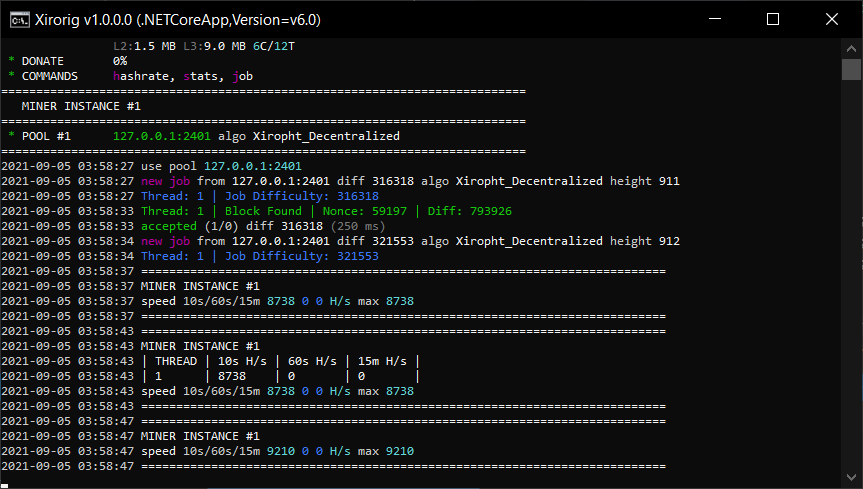 Xirorig v1.0.0.0 (.NETCoreApp,Version=v6.0)
L2:1.5 MB L3:9.0 MB 6C/12T
* DONATE 0%
* COMMANDS hashrate, stats, job
===========================================================================
MINER INSTANCE #1
===========================================================================
* POOL #1 127.0.0.1:2401 algo Xiropht_Decentralized
===========================================================================
2021-09-05 03:58:27 use pool 127.0.0.1:2401
2021-09-05 03:58:27 new job from 127.0.0.1:2401 diff 316318 algo Xiropht_Decentralized height 911
2021-09-05 03:58:27 Thread: 1 | Job Difficulty: 316318
2021-09-05 03:58:33 Thread: 1 | Block Found | Nonce: 59197 | Diff: 793926
2021-09-05 03:58:33 accepted (1/0) diff 316318 (250 ms)
2021-09-05 03:58:34 new job from 127.0.0.1:2401 diff 321553 algo Xiropht_Decentralized height 912
2021-09-05 03:58:34 Thread: 1 | Job Difficulty: 321553
2021-09-05 03:58:37 ===========================================================================
2021-09-05 03:58:37 MINER INSTANCE #1
2021-09-05 03:58:37 speed 10s/60s/15m 8738 0 0 H/s max 8738
2021-09-05 03:58:37 ===========================================================================
2021-09-05 03:58:43 ===========================================================================
2021-09-05 03:58:43 MINER INSTANCE #1
2021-09-05 03:58:43 | THREAD | 10s H/s | 60s H/s | 15m H/s |
2021-09-05 03:58:43 | 1 | 8738 | 0 | 0 |
2021-09-05 03:58:43 speed 10s/60s/15m 8738 0 0 H/s max 8738
2021-09-05 03:58:43 ===========================================================================
2021-09-05 03:58:47 ===========================================================================
2021-09-05 03:58:47 MINER INSTANCE #1
2021-09-05 03:58:47 speed 10s/60s/15m 9210 0 0 H/s max 9210
2021-09-05 03:58:47 ===========================================================================